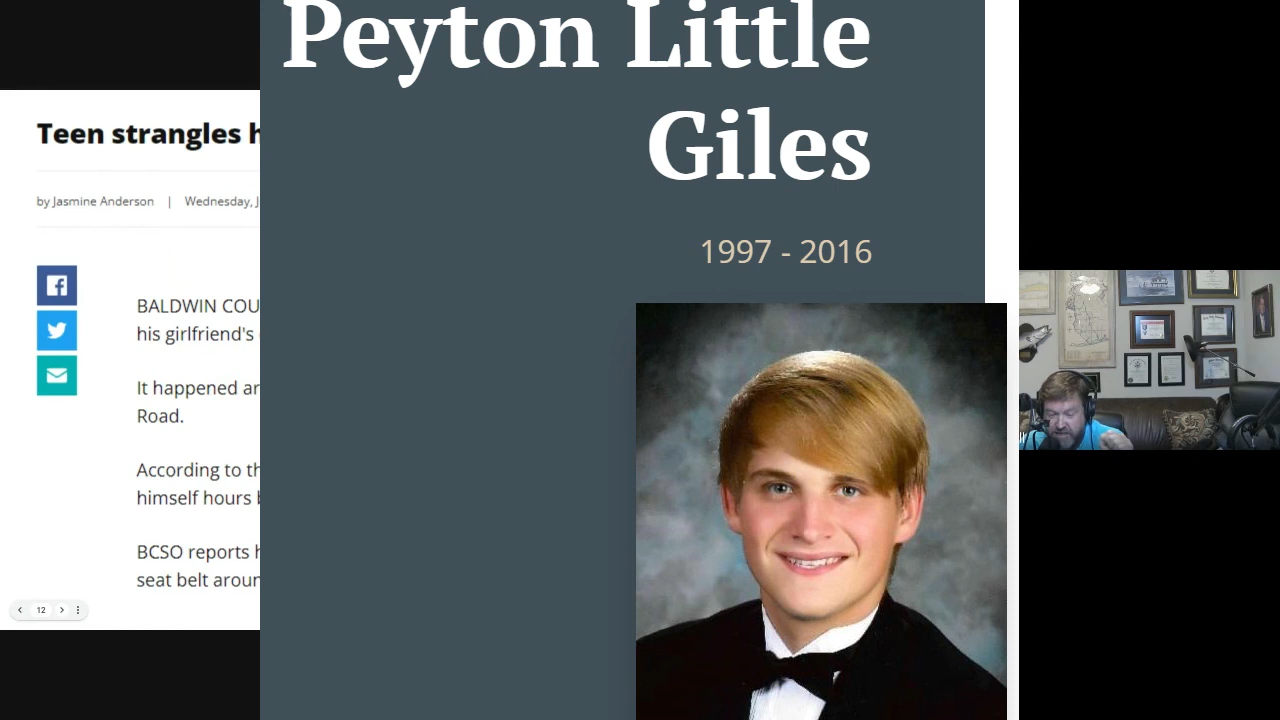 Peyton Little
Giles
1997 - 2016
Teen strangles h
by Jasmine Anderson | Wednesday, J
BALDWIN COU
his girlfriend's
It happened ar
Road.
According to th
himself hours b
BCSO reports h
seat belt aroun
12